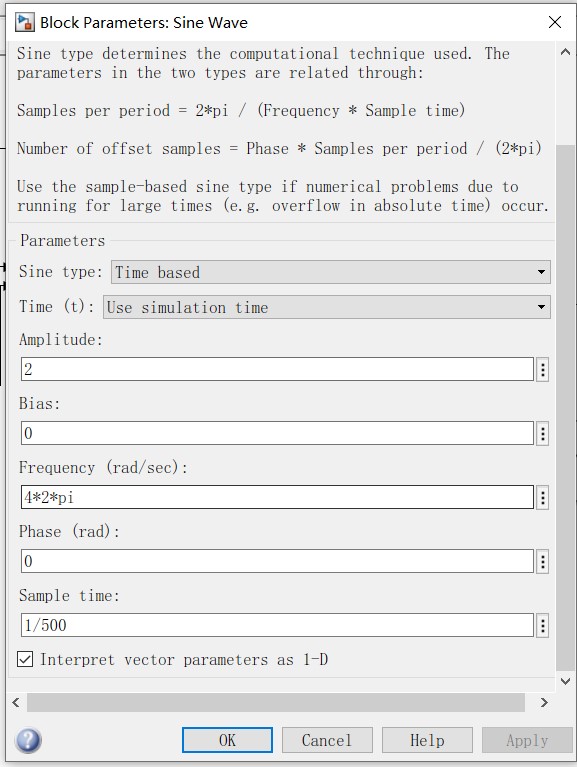 Block Parameters: Sine Wave
Sine type determines the computational technique used. The
parameters in the two types are related through:
Samples per period = 2*pi / (Frequency * Sample time)
Number of offset samples = Phase * Samples per period / (2*pi)
Use the sample-based sine type if numerical problems due to
running for large times (e.g. overflow in absolute time) occur.
Parameters
Sine type: Time based
Time (t): Use simulation time
Amplitude:
2
Bias:
0
Frequency (rad/sec):
4*2*pi
Phase (rad):
0
Sample time:
1/500
Interpret vector parameters as 1-D
? OK Cancel Help Apply